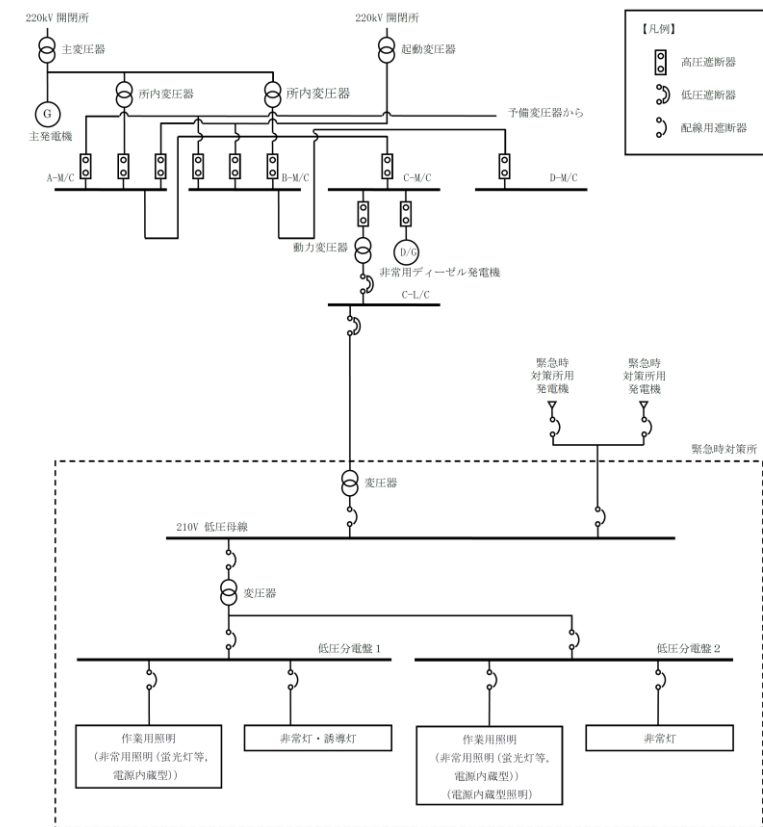 220kV 開閉所
220kV 開閉所
【凡例】
主変圧器
起動変圧器
高圧遮断器
所内変圧器
所内変圧器
低圧遮断器
G
主発電機
予備変圧器から
配線用遮断器
A-M/C
B-M/C
C-M/C
D-M/C
動力変圧器
D/G
非常用ディーゼル発電機
C-L/C
緊急時
対策所用
発電機
緊急時
対策所用
発電機
緊急時対策所
変圧器
210V 低圧母線
変圧器
低圧分電盤1
低圧分電盤2
作業用照明
(非常用照明(蛍光灯等,
電源内蔵型))
非常灯・誘導灯
作業用照明
(非常用照明(蛍光灯等,
電源内蔵型))
(電源内蔵型照明)
非常灯